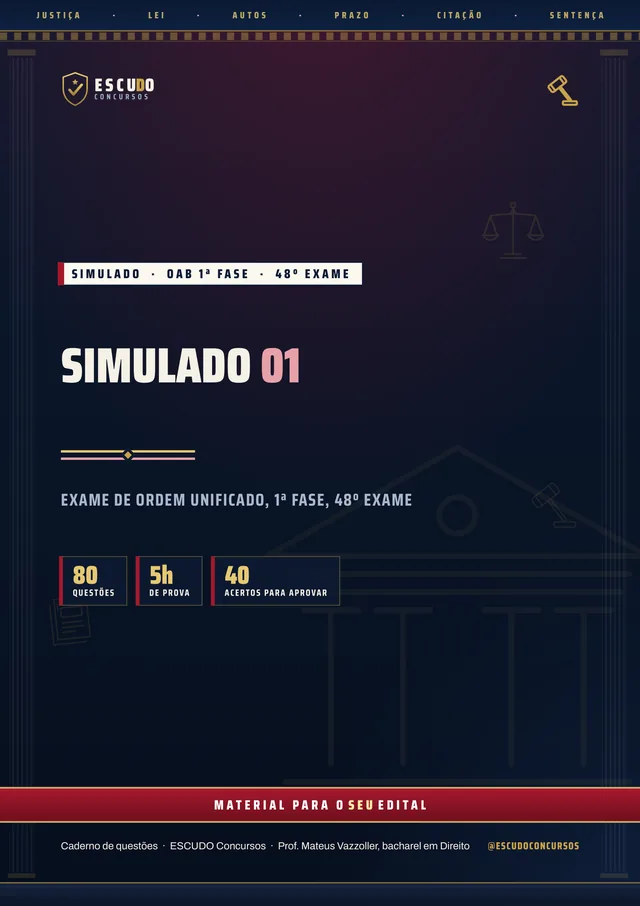 JUSTIÇA · LEI · AUTOS · PRAZO · CITAÇÃO · SENTENÇA
ESCUDO
CONCURSOS
SIMULADO · OAB 1ª FASE · 48º EXAME
SIMULADO 01
EXAME DE ORDEM UNIFICADO, 1ª FASE, 48º EXAME
80
QUESTÕES
5h
DE PROVA
40
ACERTOS PARA APROVAR
MATERIAL PARA O SEU EDITAL
Caderno de questões · ESCUDO Concursos · Prof. Mateus Vazzoller, bacharel em Direito @ESCUDOCONCURSOS